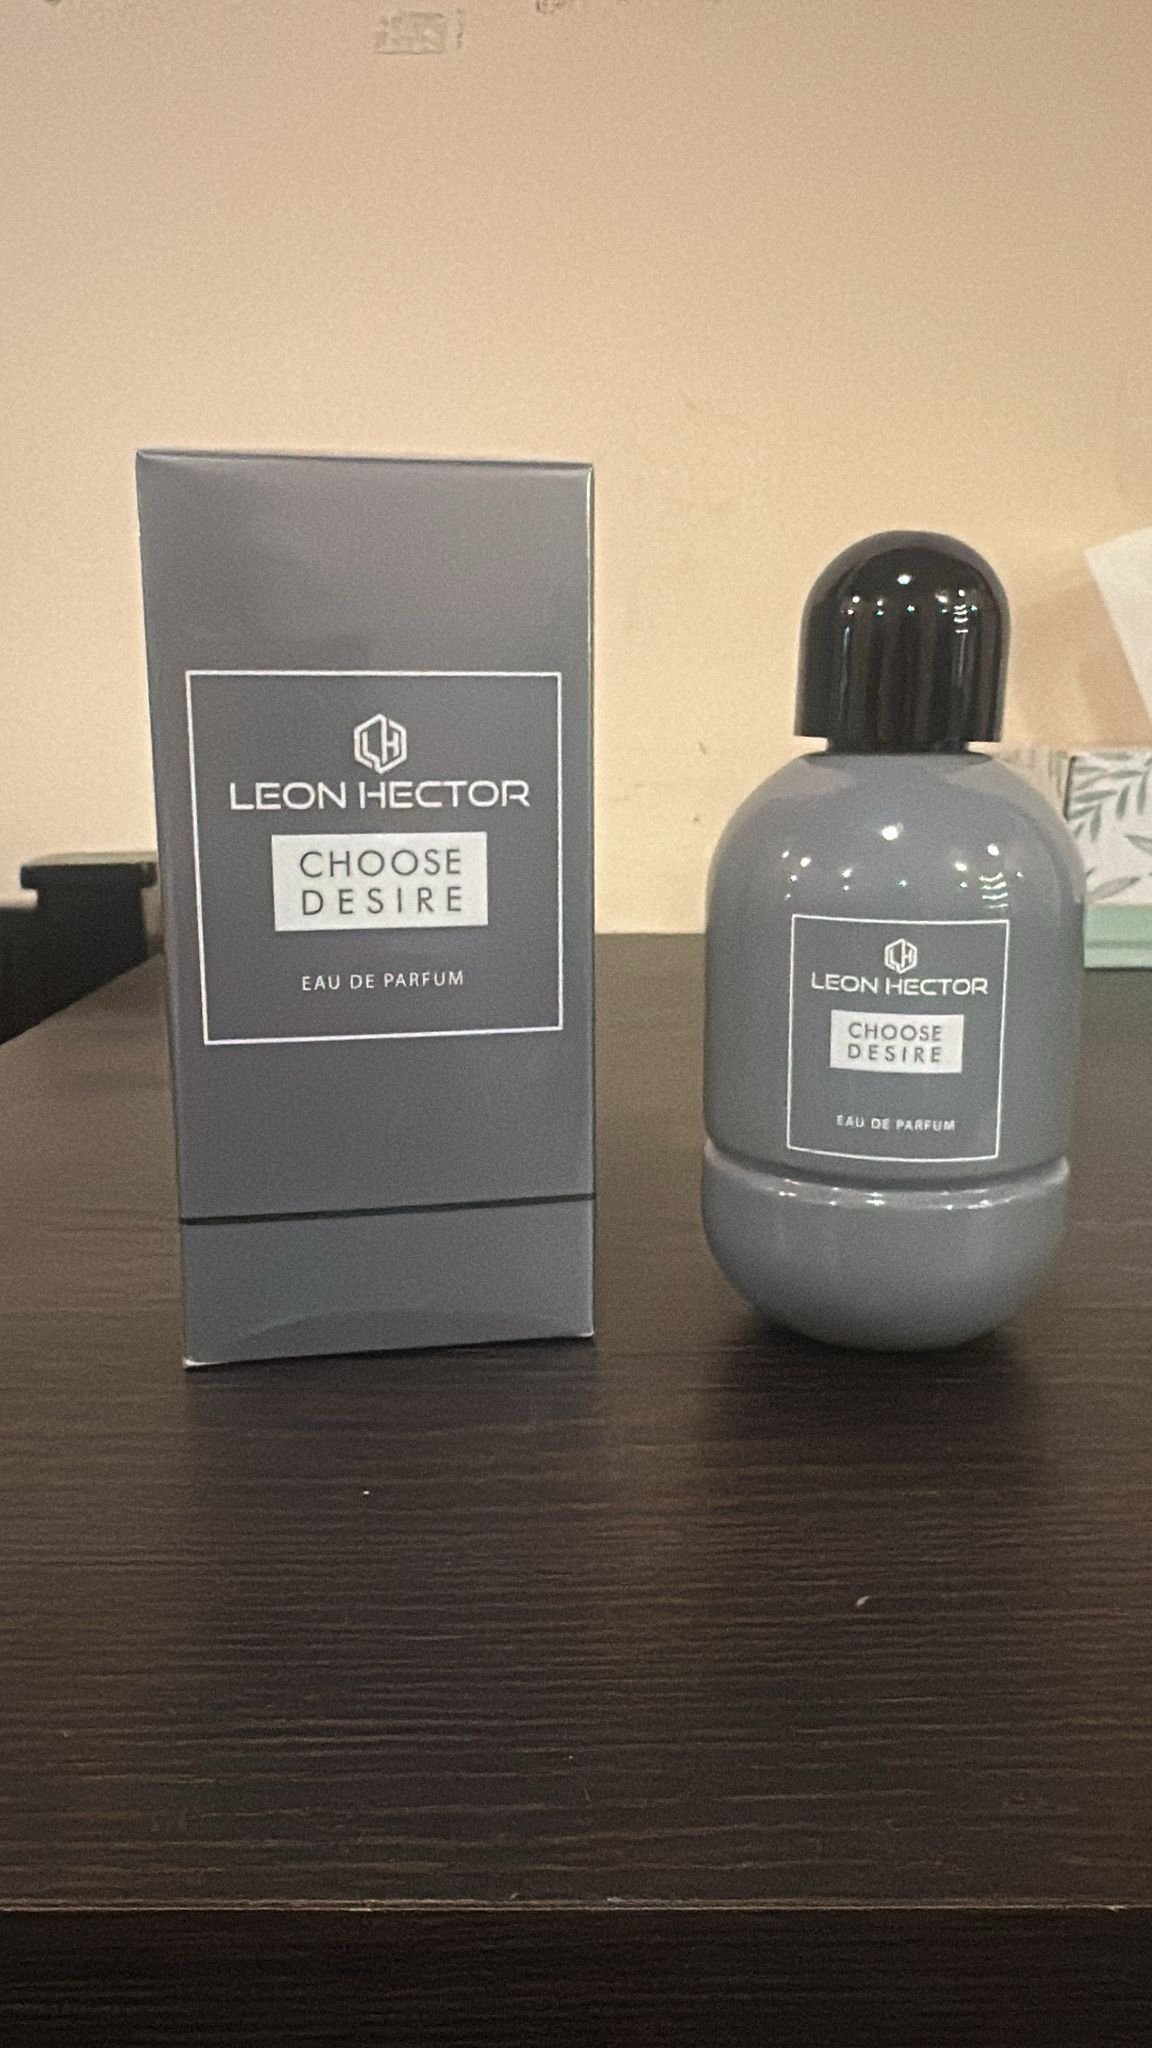 LH
LEON HECTOR
CHOOSE
DESIRE
EAU DE PARFUM
LH
LEON HECTOR
CHOOSE
DESIRE
EAU DE PARFUM